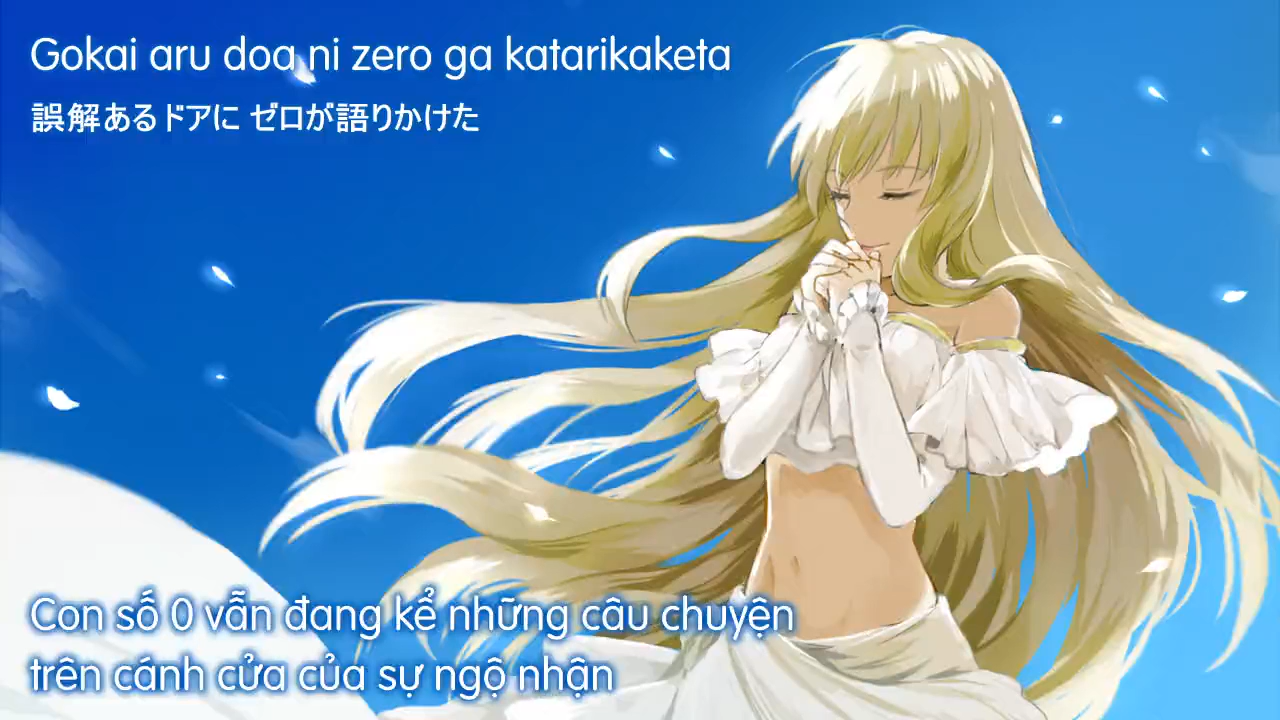 Gokai aru doa ni zero ga katarikaketa
誤解あるドアに ゼロが語りかけた
Con số 0 vẫn đang kể những câu chuyện
trên cánh cửa của sự ngộ nhận